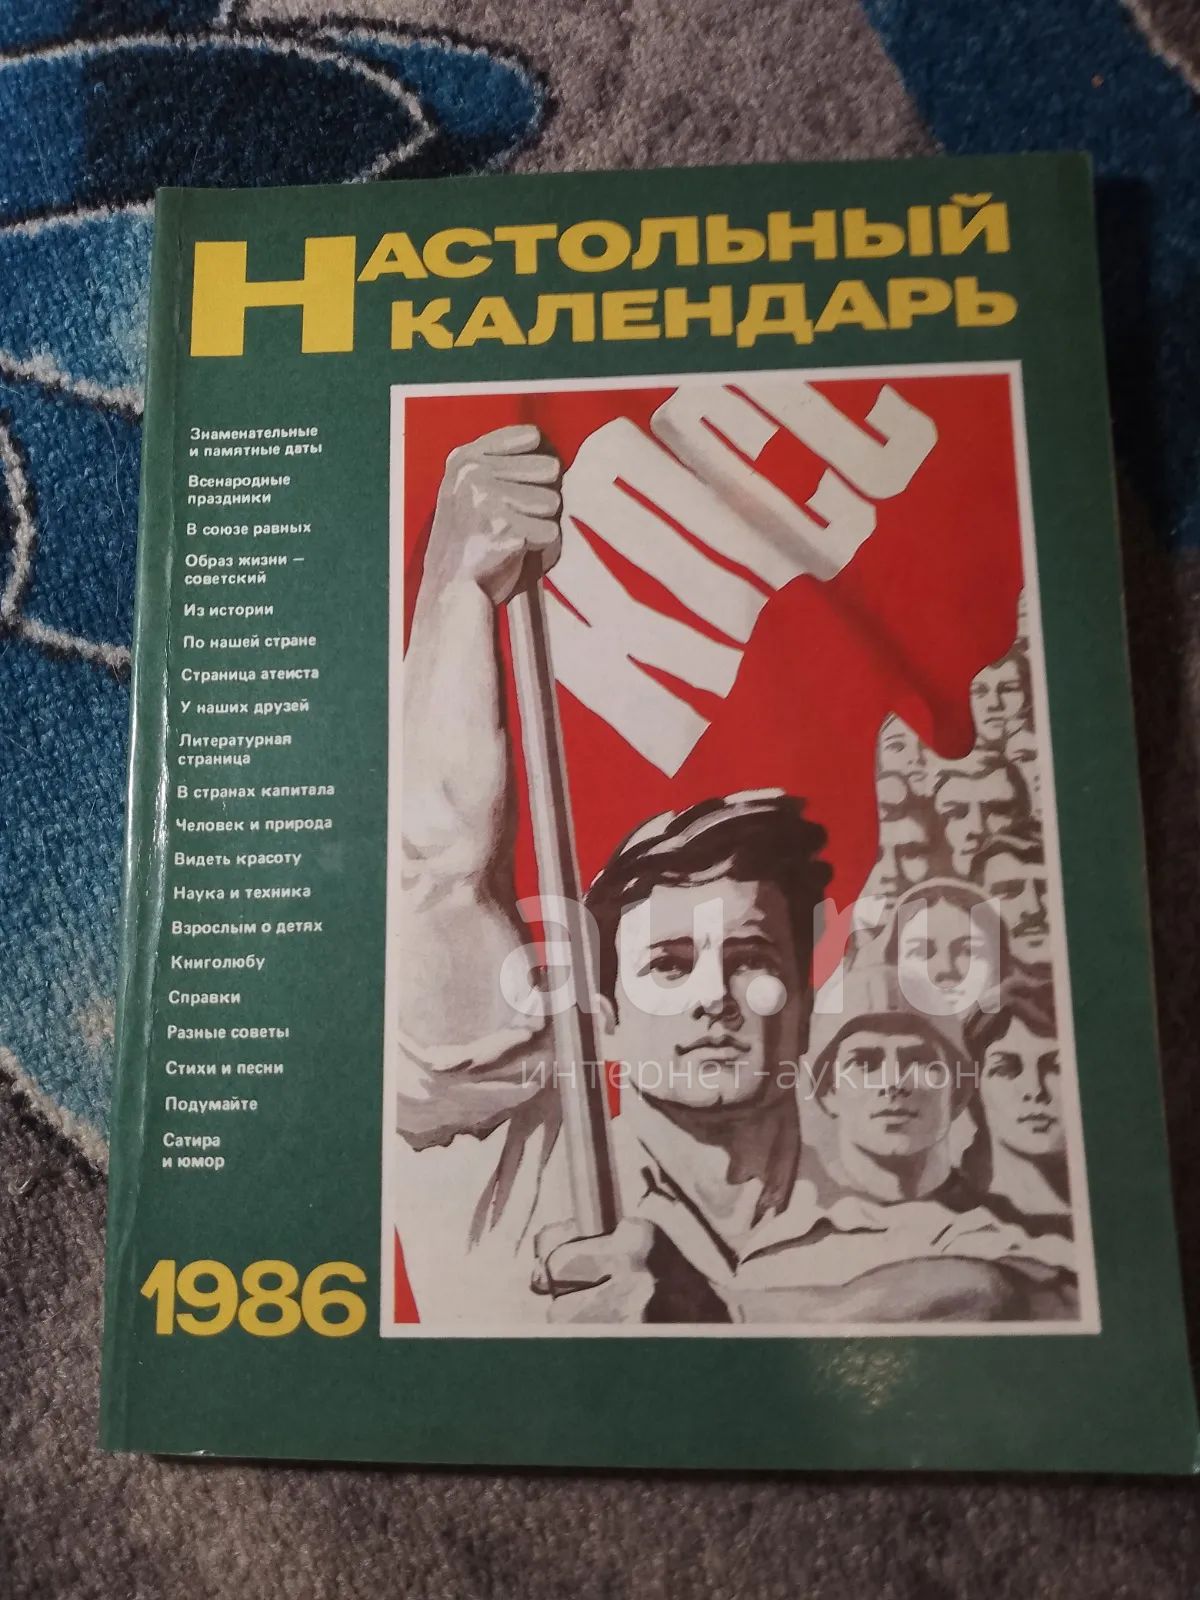 НАСТОЛЬНЫЙ
КАЛЕНДАРЬ
КПСС
Знаменательные
и памятные даты
Всенародные
праздники
В союзе равных
Образ жизни –
советский
Из истории
По нашей стране
Страница атеиста
У наших друзей
Литературная
страница
В странах капитала
Человек и природа
Видеть красоту
Наука и техника
Взрослым о детях
Книголюбу
Справки
Разные советы
Стихи и песни
Подумайте
Сатира
и юмор
1986
au.ru
интернет-аукцион